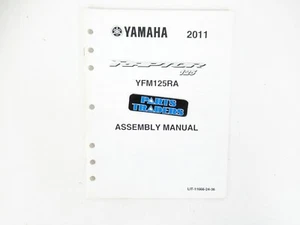 YAMAHA 2011
RAPTOR
125
YFM125RA
PARTS
TRADERS
ASSEMBLY MANUAL